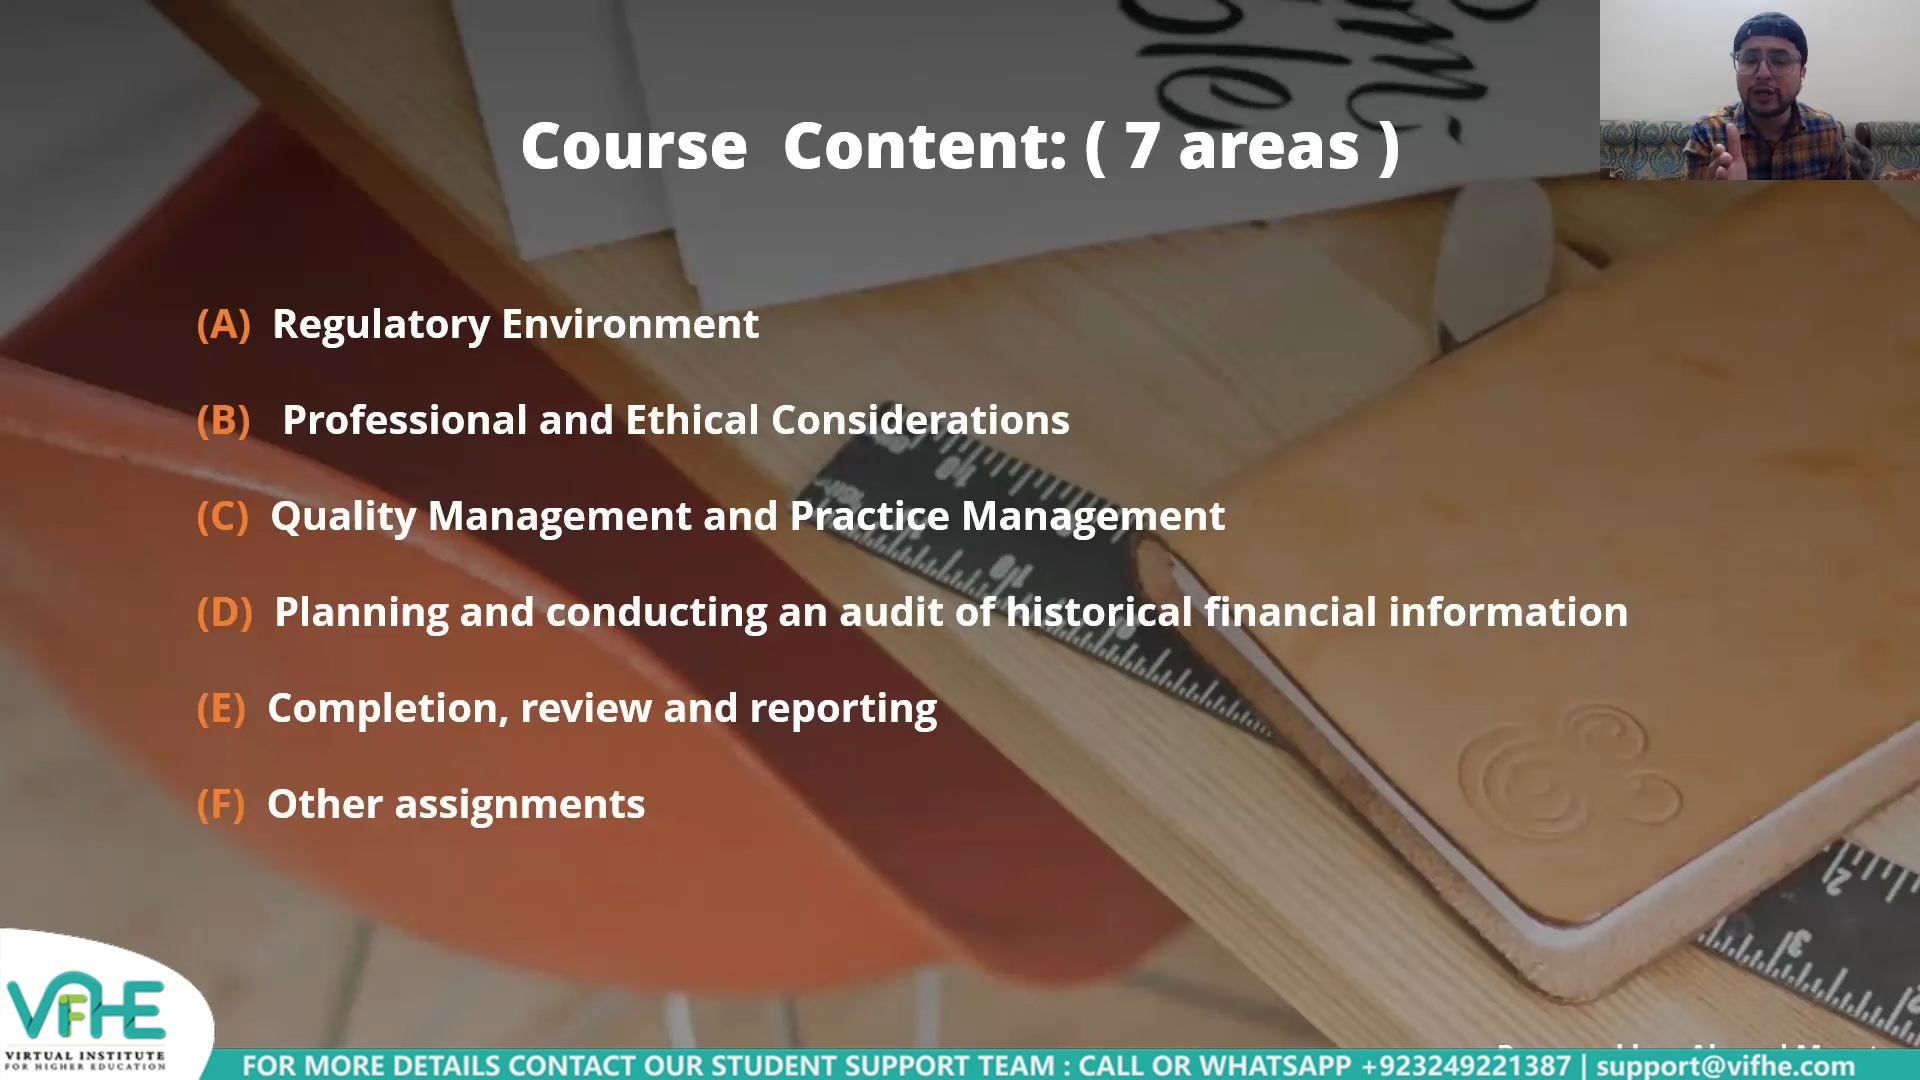 Course Content: ( 7 areas )
(A) Regulatory Environment
(B) Professional and Ethical Considerations
(C) Quality Management and Practice Management
(D) Planning and conducting an audit of historical financial information
(E) Completion, review and reporting
(F) Other assignments
VIFHE
VIRTUAL INSTITUTE
FOR HIGHER EDUCATION
FOR MORE DETAILS CONTACT OUR STUDENT SUPPORT TEAM : CALL OR WHATSAPP +923249221387 | support@vifhe.com